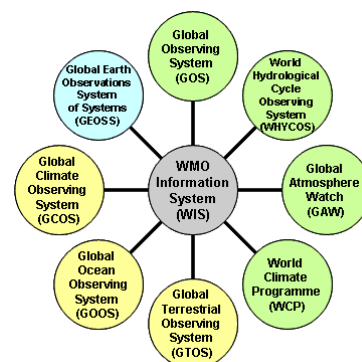 Global
Observing
System
(GOS)
World
Hydrological
Cycle
Observing
System
(WHYCOS)
Global
Atmosphere
Watch
(GAW)
World
Climate
Programme
(WCP)
Global
Terrestrial
Observing
System
(GTOS)
Global
Ocean
Observing
System
(GOOS)
Global
Climate
Observing
System
(GCOS)
Global Earth
Observations
System
of Systems
(GEOSS)
WMO
Information
System
(WIS)